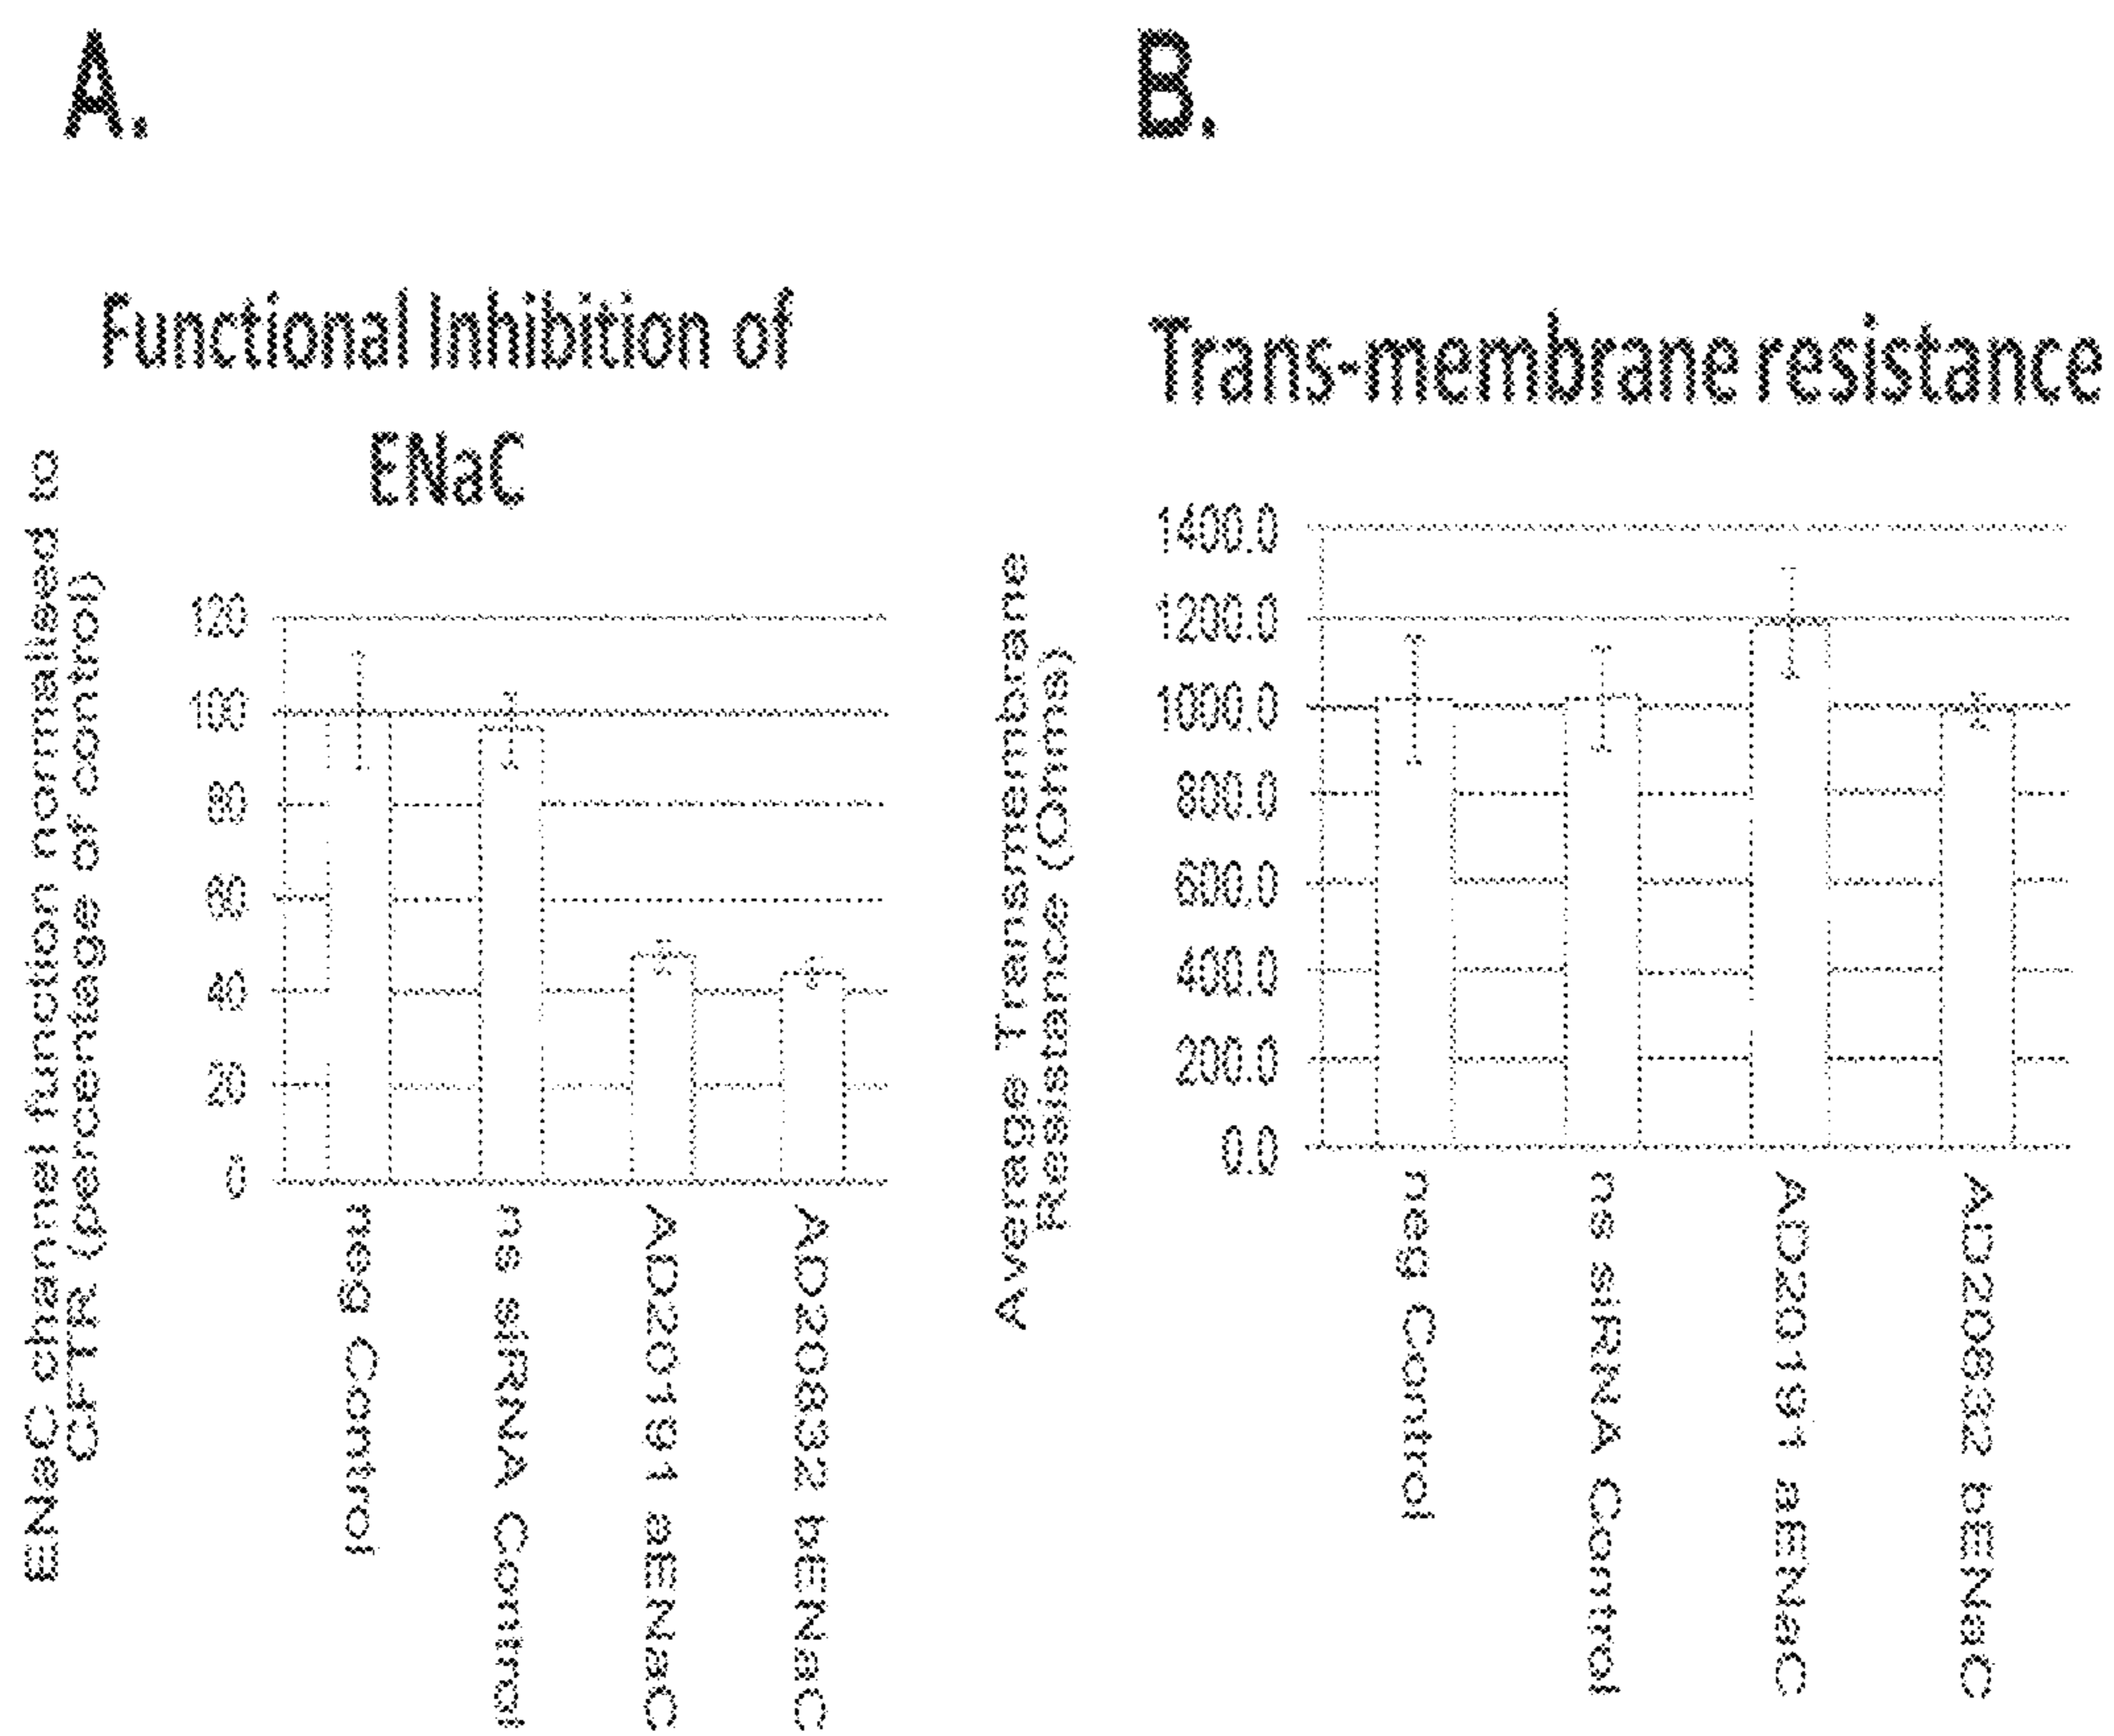 A.
Functional Inhibition of
ENaC
ENaC channel function normalised to
CFTR (percentage of control)
120
100
80
60
40
20
0
neg Control
ns siRNA Control
AD20191 aENaC
AD20832 bENaC
B.
Trans-membrane resistance
Average Transmembrane
Resistance (Ohms)
1400.0
1200.0
1000.0
800.0
600.0
400.0
200.0
0.0
neg Control
ns siRNA Control
AD20191 aENaC
AD20832 bENaC